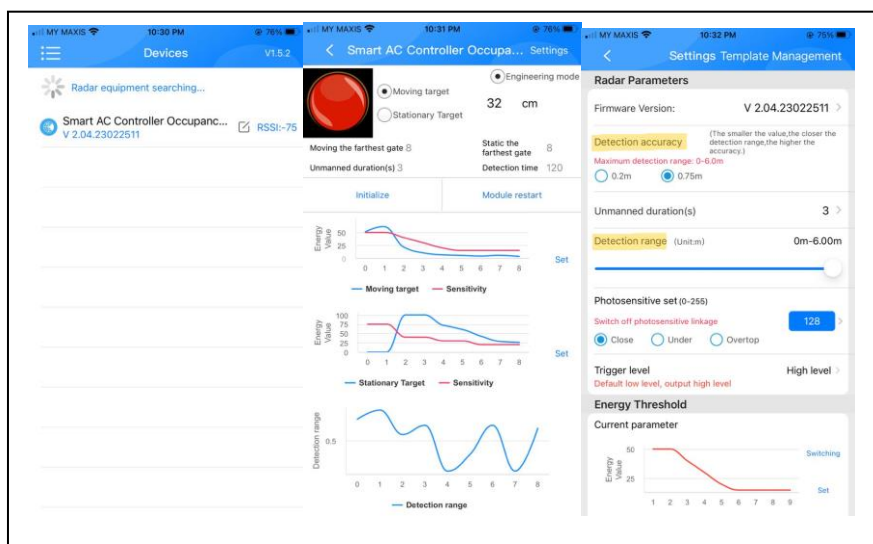 MY MAXIS 10:30 PM 76%
Devices V1.5.2
Radar equipment searching...
Smart AC Controller Occupanc... RSSI:-75
V 2.04.23022511
MY MAXIS 10:31 PM 76%
Smart AC Controller Occupa... Settings
Moving target
Engineering mode
Stationary Target
32 cm
Moving the farthest gate 8
Static the farthest gate 8
Unmanned duration(s) 3
Detection time 120
Initialize Module restart
Energy Value
50
25
0
0 1 2 3 4 5 6 7 8
Set
Moving target Sensitivity
Energy Value
100
75
50
25
0
0 1 2 3 4 5 6 7 8
Set
Stationary Target Sensitivity
Detection range
0.5
0 1 2 3 4 5 6 7 8
Detection range
MY MAXIS 10:32 PM 75%
Settings Template Management
Radar Parameters
Firmware Version: V 2.04.23022511
Detection accuracy
(The smaller the value,the closer the
detection range,the higher the
accuracy.)
Maximum detection range: 0-6.0m
0.2m 0.75m
Unmanned duration(s) 3
Detection range (Unit:m) 0m-6.00m
Photosensitive set (0-255)
Switch off photosensitive linkage 128
Close Under Overtop
Trigger level High level
Default low level, output high level
Energy Threshold
Current parameter
Energy Value
50
25
1 2 3 4 5 6 7 8 9
Switching
Set